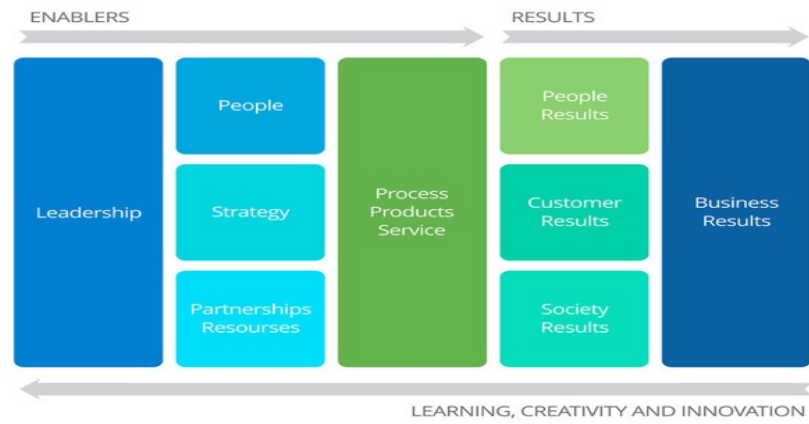 ENABLERS
RESULTS
Leadership
People
Strategy
Partnerships
Resourses
Process
Products
Service
People
Results
Customer
Results
Society
Results
Business
Results
LEARNING, CREATIVITY AND INNOVATION